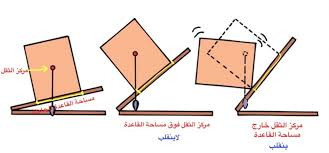 مركز الثقل
مساحة القاعدة
مركز الثقل فوق مساحة القاعدة
لاينقلب
مركز الثقل خارج
مساحة القاعدة
ينقلب